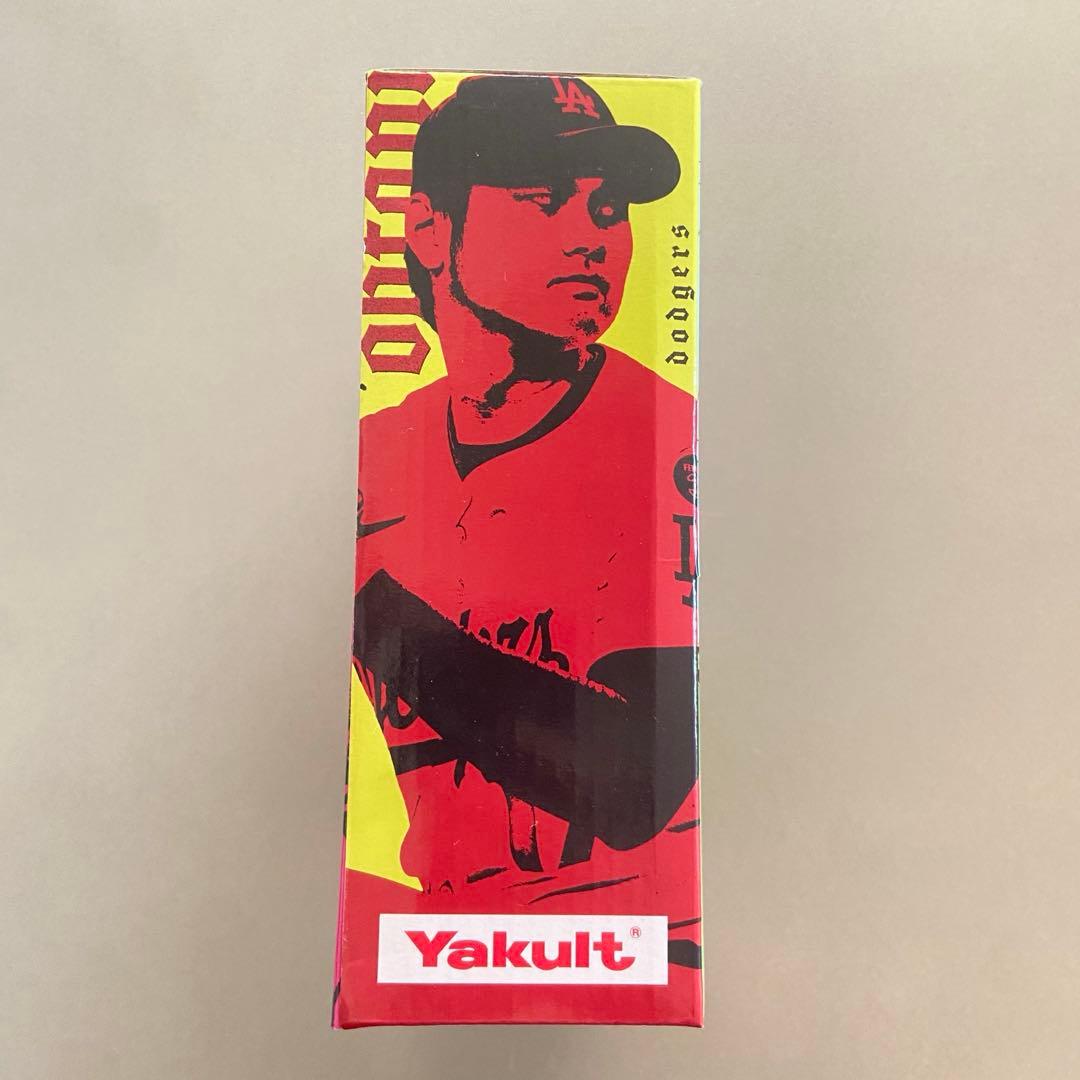 LA
ohtani
dodgers
Yakult®